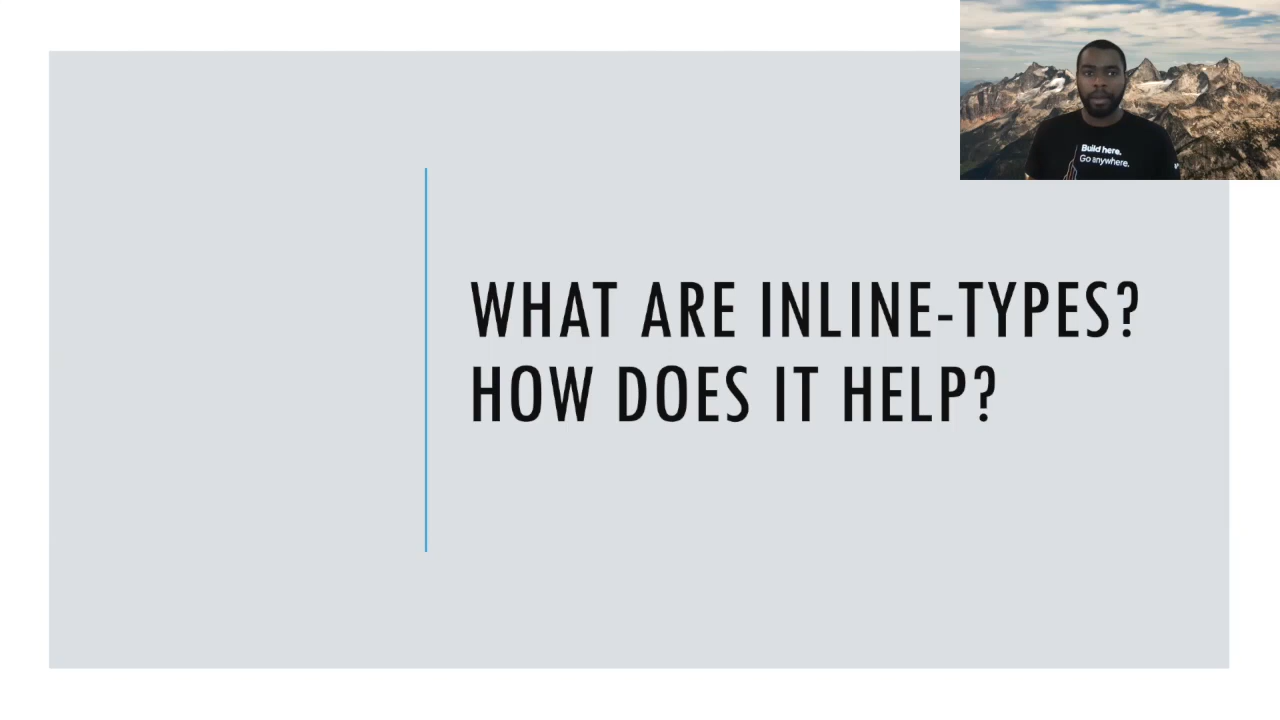 Build here.
Go anywhere.
WHAT ARE INLINE-TYPES?
HOW DOES IT HELP?